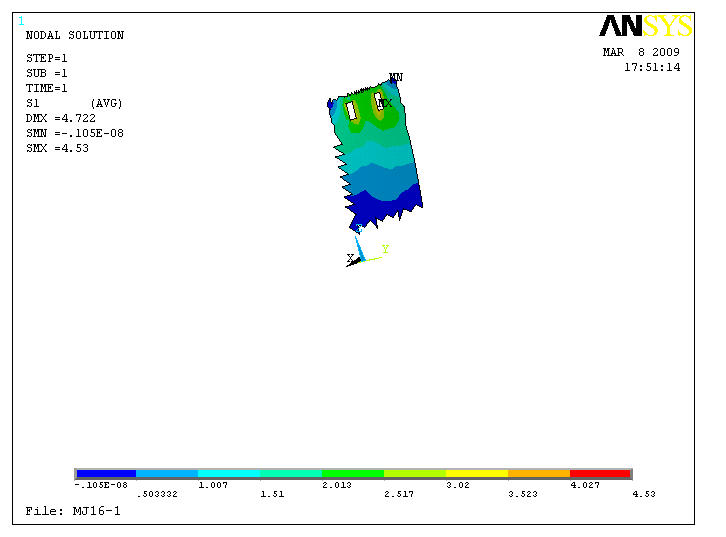 1
NODAL SOLUTION
ANSYS
MAR 8 2009
17:51:14
STEP=1
SUB =1
TIME=1
S1 (AVG)
DMX =4.722
SMN =-.105E-08
SMX =4.53
MN
MX
Z
Y
X
-.105E-08 1.007 2.013 3.02 4.027
.503332 1.51 2.517 3.523 4.53
File: MJ16-1